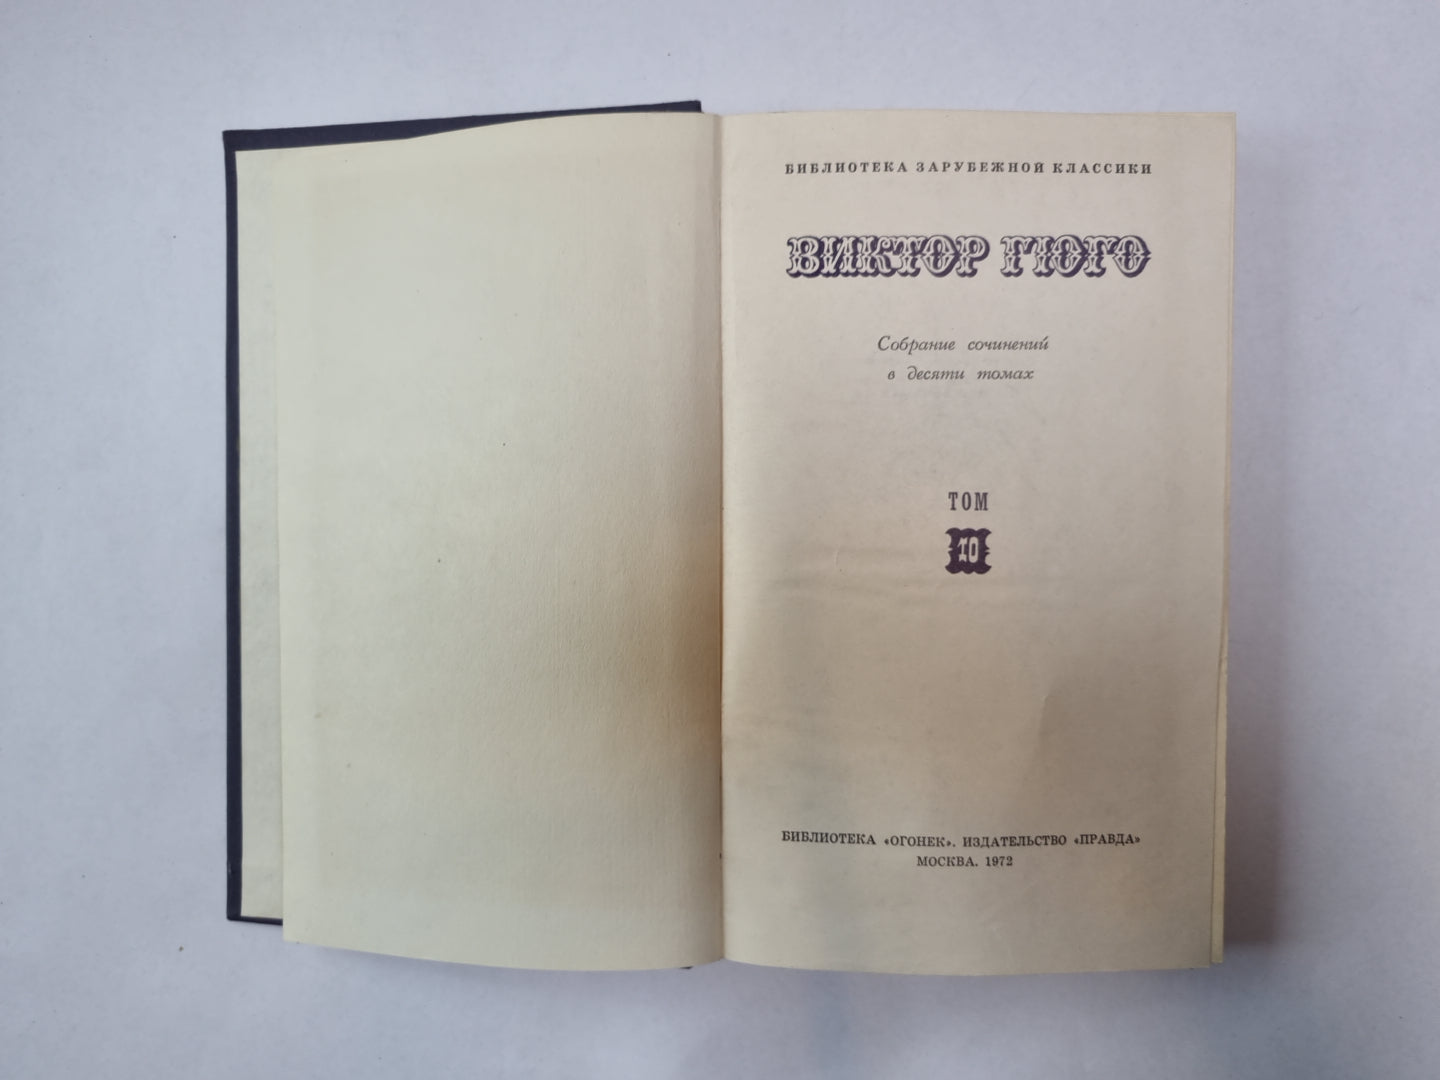 БИБЛИОТЕКА ЗАРУБЕЖНОЙ КЛАССИКИ
ВИКТОР ГЮГО
Собрание сочинений
в десяти томах
ТОМ
10
БИБЛИОТЕКА «ОГОНЕК». ИЗДАТЕЛЬСТВО «ПРАВДА»
МОСКВА. 1972